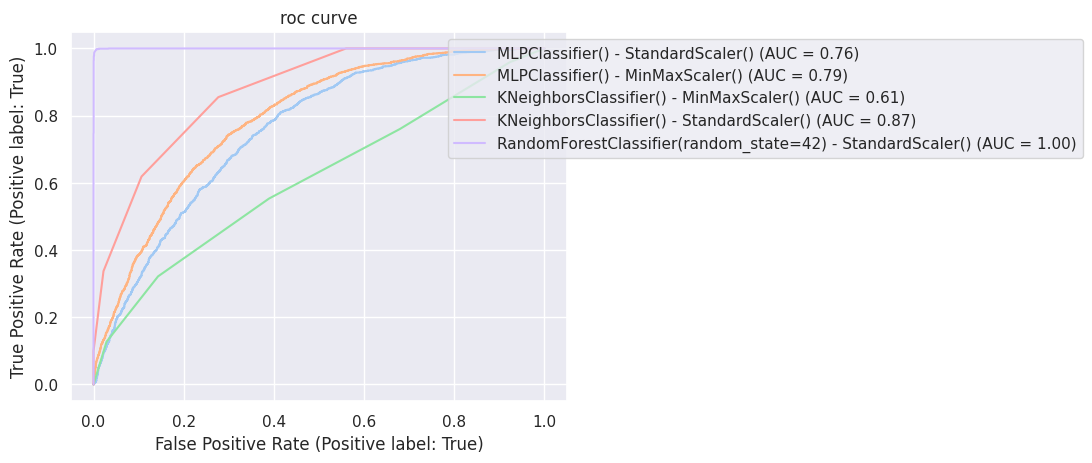 roc curve
MLPClassifier() - StandardScaler() (AUC = 0.76)
MLPClassifier() - MinMaxScaler() (AUC = 0.79)
KNeighborsClassifier() - MinMaxScaler() (AUC = 0.61)
KNeighborsClassifier() - StandardScaler() (AUC = 0.87)
RandomForestClassifier(random_state=42) - StandardScaler() (AUC = 1.00)
True Positive Rate (Positive label: True)
1.0
0.8
0.6
0.4
0.2
0.0
0.0 0.2 0.4 0.6 0.8 1.0
False Positive Rate (Positive label: True)